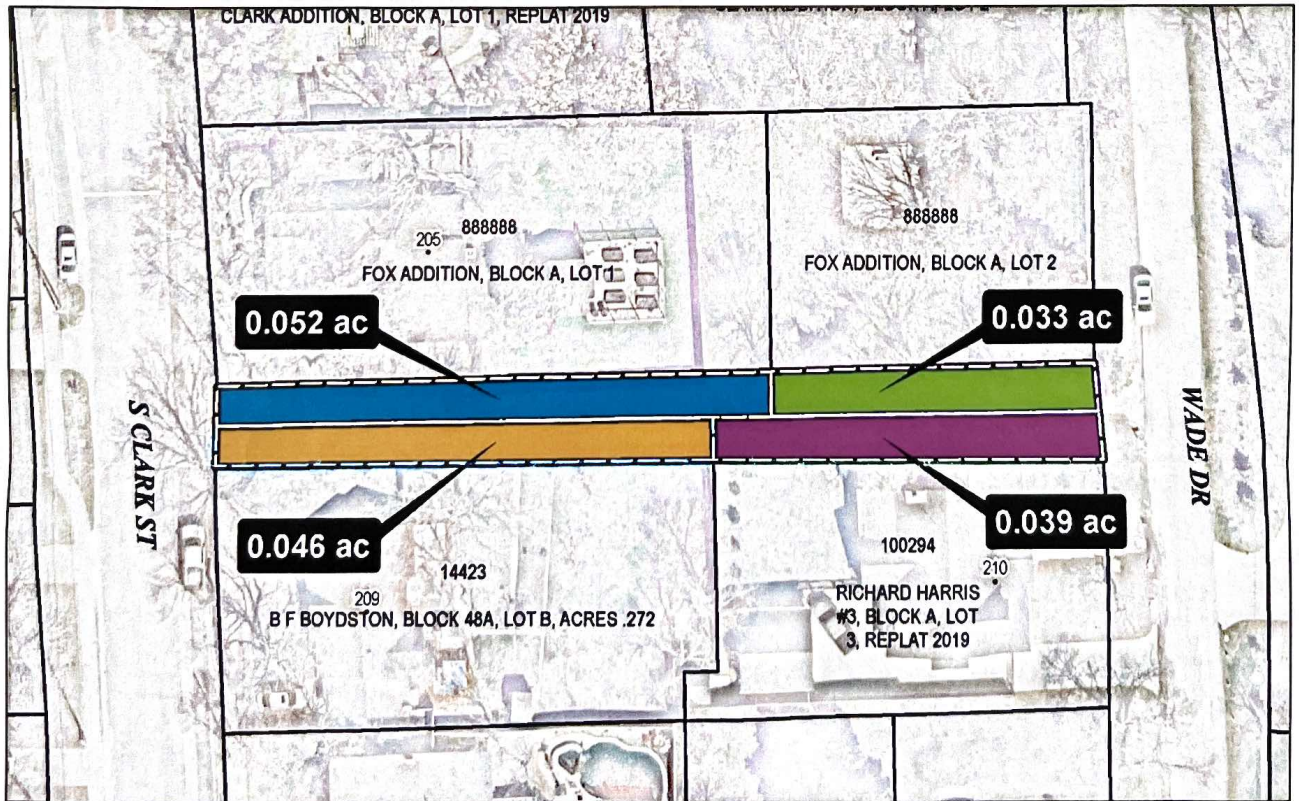 CLARK ADDITION, BLOCK A, LOT 1, REPLAT 2019
888888
205
FOX ADDITION, BLOCK A, LOT 1
888888
FOX ADDITION, BLOCK A, LOT 2
0.052 ac
0.033 ac
S CLARK ST
WADE DR
0.046 ac
0.039 ac
14423
209
B F BOYDSTON, BLOCK 48A, LOT B, ACRES .272
100294
210
RICHARD HARRIS
#3, BLOCK A, LOT
3, REPLAT 2019